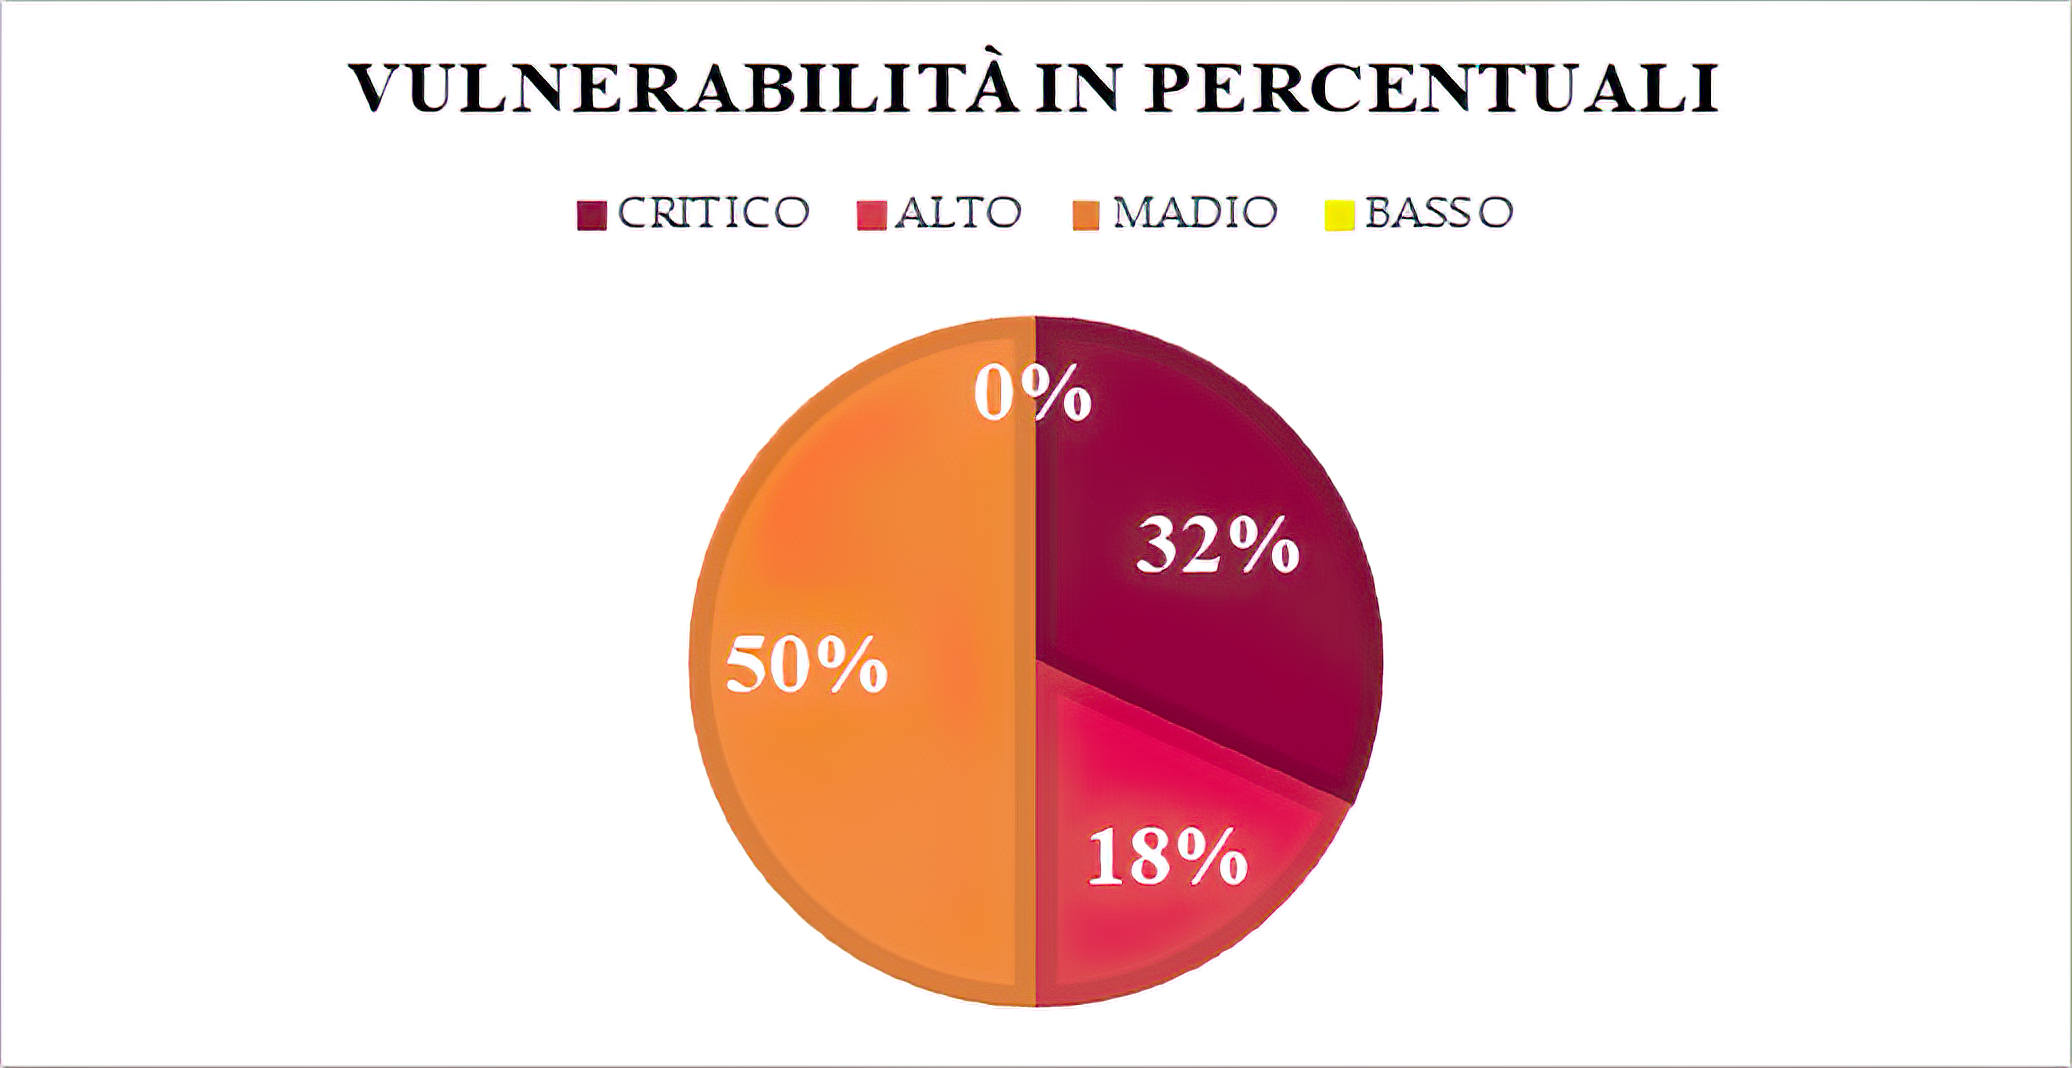 VULNERABILITÀ IN PERCENTUALI
CRITICO ALTO MADIO BASSO
0%
32%
50%
18%